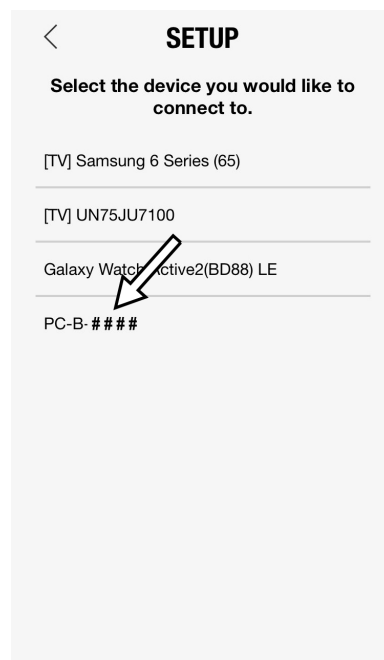 SETUP
Select the device you would like to
connect to.
[TV] Samsung 6 Series (65)
[TV] UN75JU7100
Galaxy Watch Active2(BD88) LE
PC-B-####